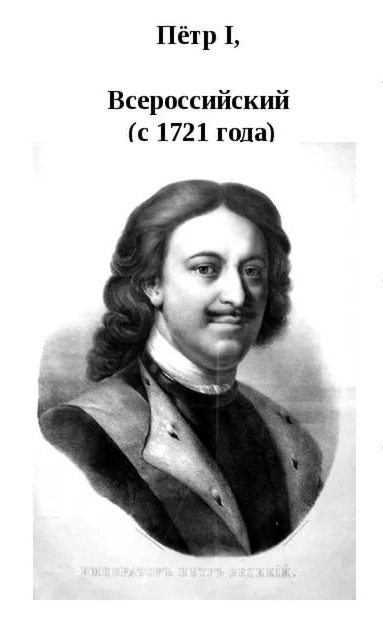 Пётр I,
Всероссийский
(с 1721 года)
ИМПЕРАТОРЪ ПЕТРЪ ВЕЛИКІЙ.